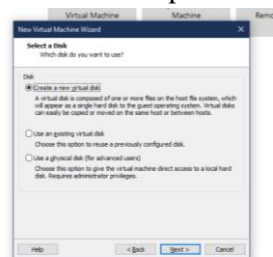 Virtual Machine
Machine
New Virtual Machine Wizard
Select a Disk
Which disk do you want to use?
Disk
Create a new virtual disk
A virtual disk is composed of one or more files on the host file system, which
will appear as a single hard disk to the guest operating system. Virtual disks
can easily be copied or moved on the same host or between hosts.
Use an existing virtual disk
Choose this option to reuse a previously configured disk.
Use a physical disk (for advanced users)
Choose this option to give the virtual machine direct access to a local hard
disk. Requires administrator privileges.
Help
< Back
Next >
Cancel